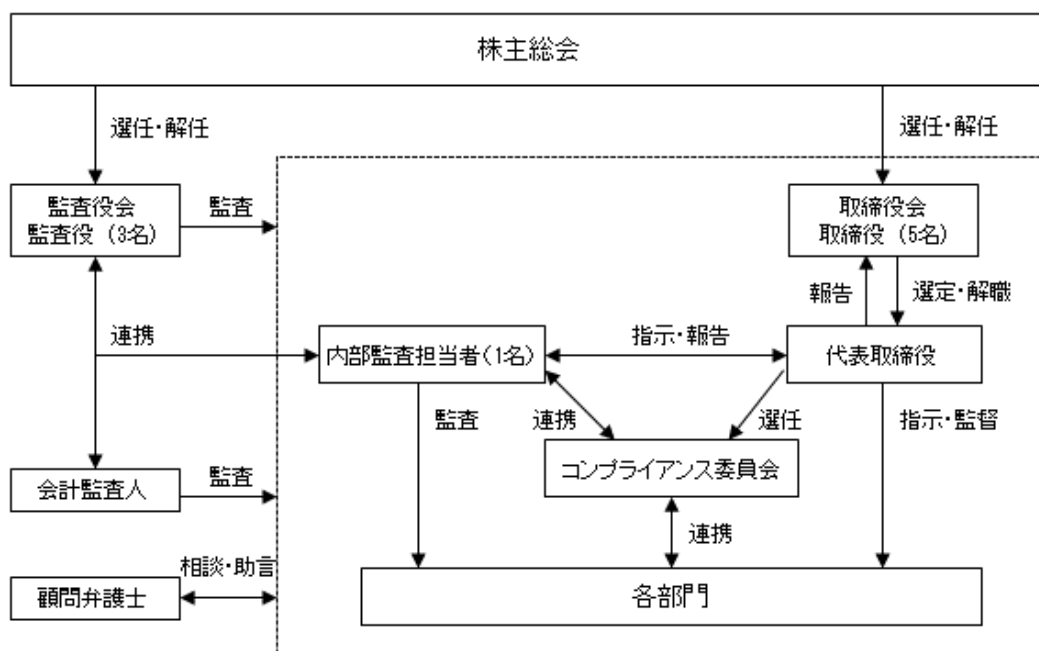 株主総会
選任・解任
選任・解任
監査役会
監査役（3名）
監査
取締役会
取締役（5名）
報告
選定・解職
連携
内部監査担当者（1名）
指示・報告
代表取締役
監査
連携
選任
指示・監督
コンプライアンス委員会
会計監査人
監査
連携
相談・助言
顧問弁護士
各部門